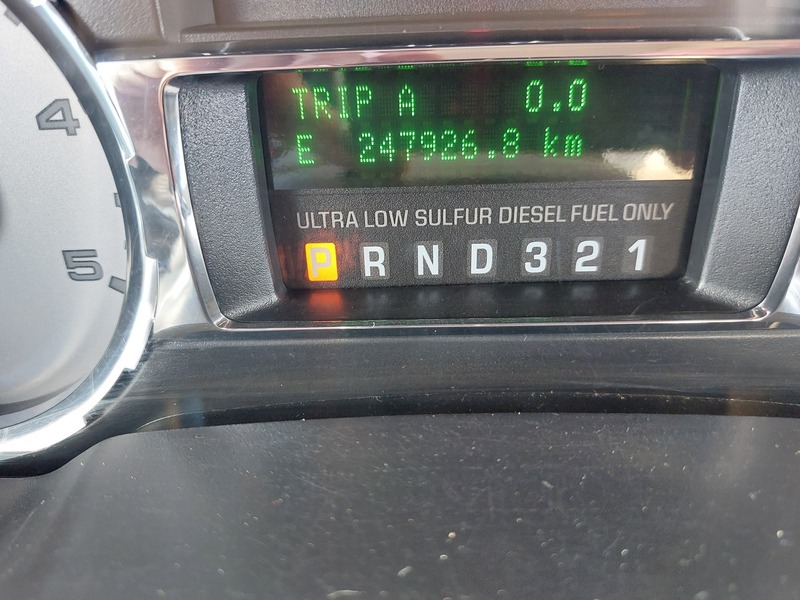 4
5
TRIP A 0.0
E 247926.8 km
ULTRA LOW SULFUR DIESEL FUEL ONLY
P R N D 3 2 1